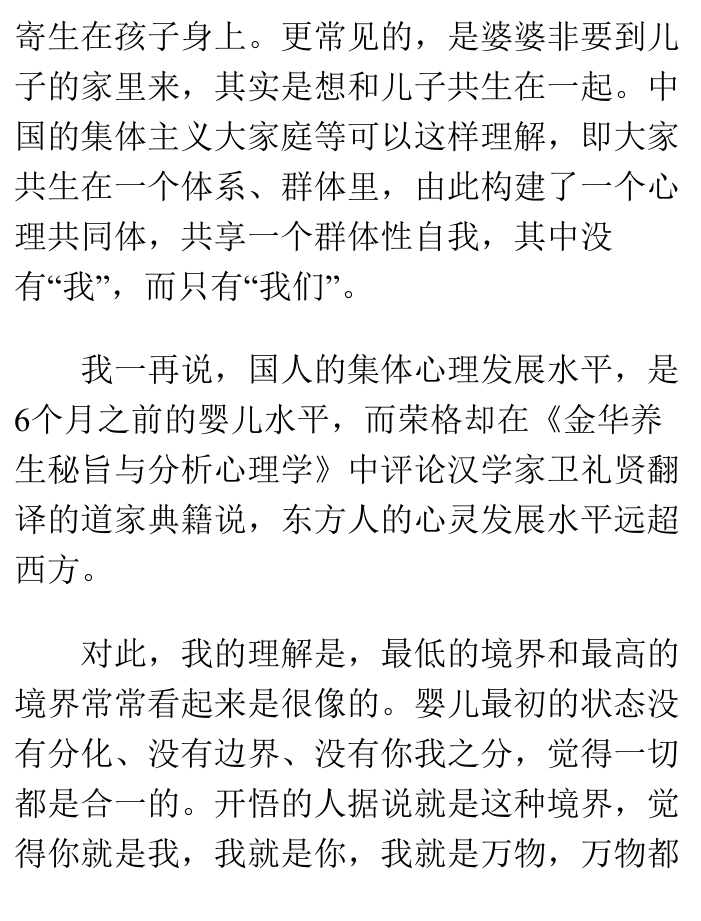 寄生在孩子身上。更常见的，是婆婆非要到儿
子的家里来，其实是想和儿子共生在一起。中
国的集体主义大家庭等可以这样理解，即大家
共生在一个体系、群体里，由此构建了一个心
理共同体，共享一个群体性自我，其中没
有“我”，而只有“我们”。
我一再说，国人的集体心理发展水平，是
6个月之前的婴儿水平，而荣格却在《金华养
生秘旨与分析心理学》中评论汉学家卫礼贤翻
译的道家典籍说，东方人的心灵发展水平远超
西方。
对此，我的理解是，最低的境界和最高的
境界常常看起来是很像的。婴儿最初的状态没
有分化、没有边界、没有你我之分，觉得一切
都是合一的。开悟的人据说就是这种境界，觉
得你就是我，我就是你，我就是万物，万物都